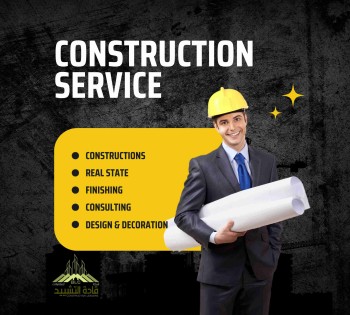 CONSTRUCTION
SERVICE
CONSTRUCTIONS
REAL STATE
FINISHING
CONSULTING
DESIGN & DECORATION
قادة التشييد